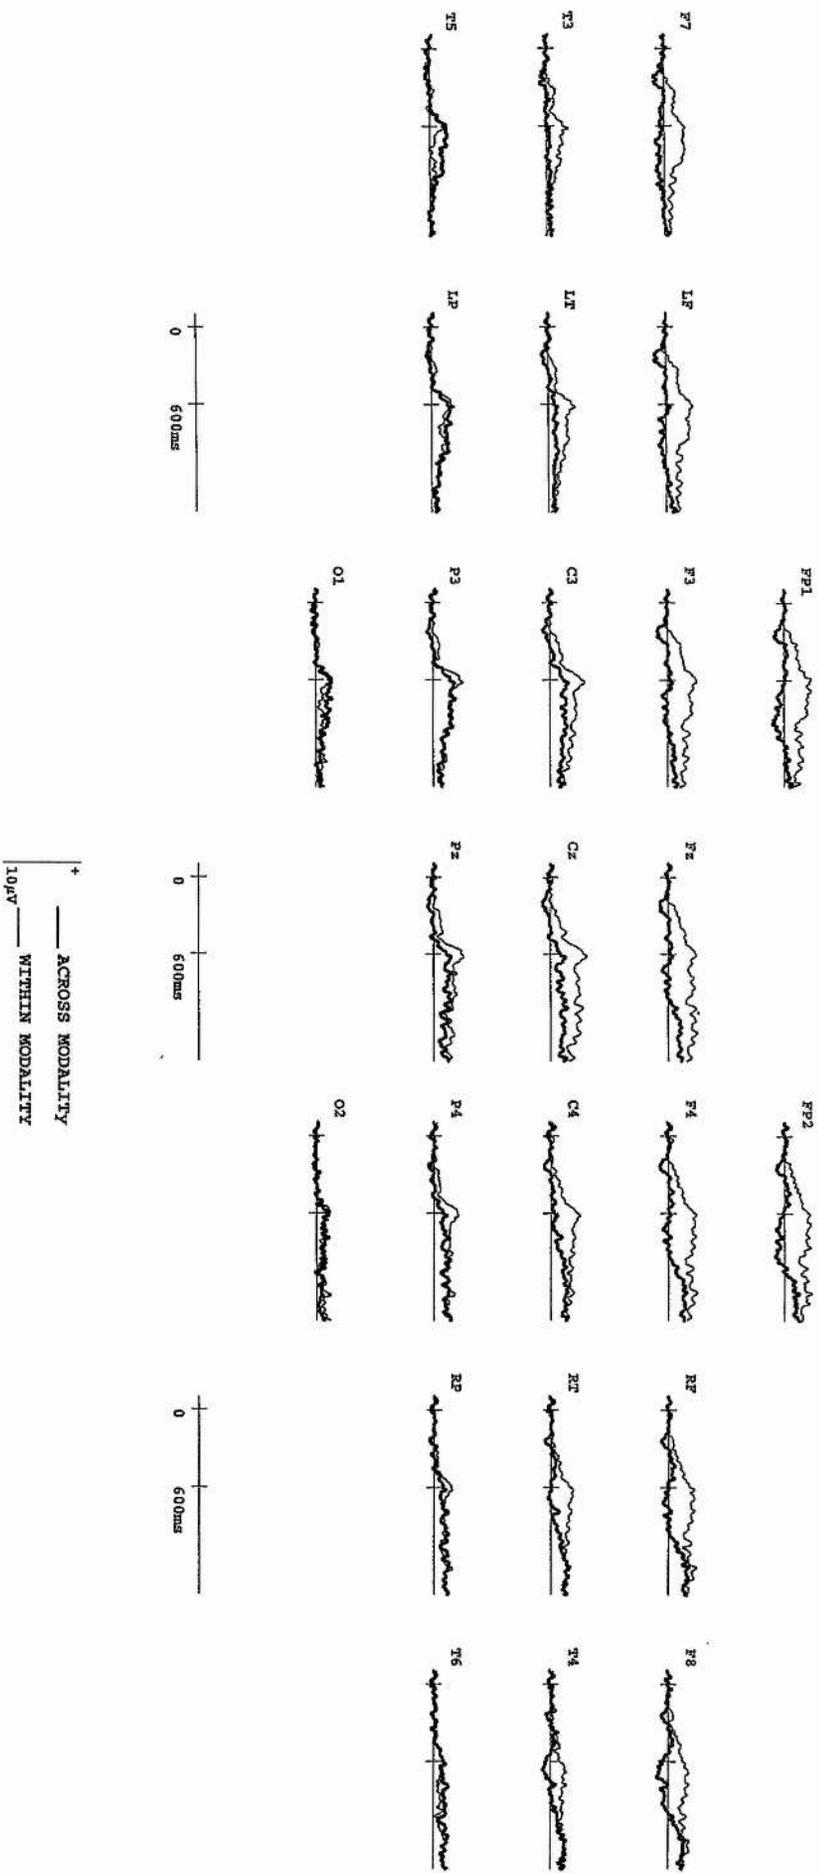 FP1 FP2
F7 LF F3 Fz F4 RF F8
T3 LT C3 Cz C4 RT T4
T5 LP P3 Pz P4 RP T6
O1 O2
0 600ms 0 600ms 0 600ms
+ ACROSS MODALITY
10µV WITHIN MODALITY